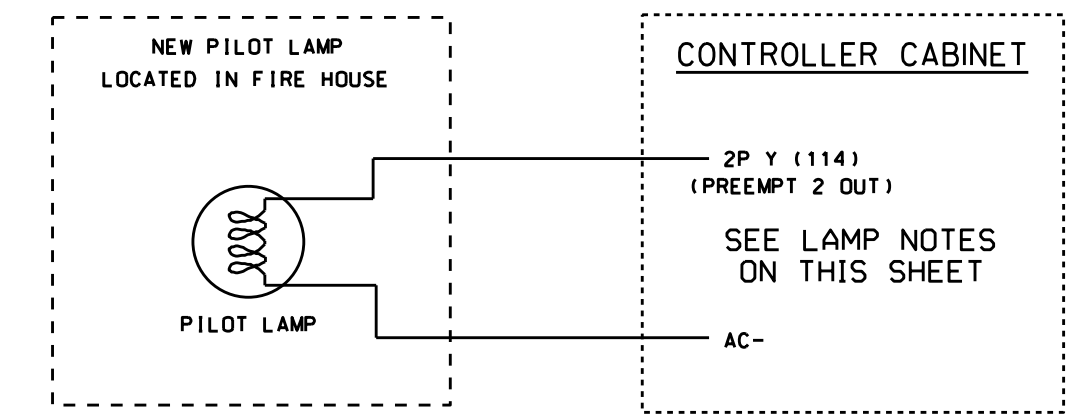 NEW PILOT LAMP
LOCATED IN FIRE HOUSE
PILOT LAMP
CONTROLLER CABINET
2P Y (114)
(PREEMPT 2 OUT)
SEE LAMP NOTES
ON THIS SHEET
AC-